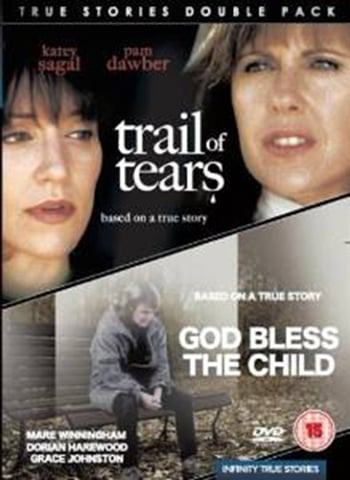 TRUE STORIES DOUBLE PACK
katey sagal
pam dawber
trail of
tears
based on a true story
BASED ON A TRUE STORY
GOD BLESS
THE CHILD
MARE WINNINGHAM
DORIAN HAREWOOD
GRACE JOHNSTON
DVD
VIDEO
15
INFINITY TRUE STORIES